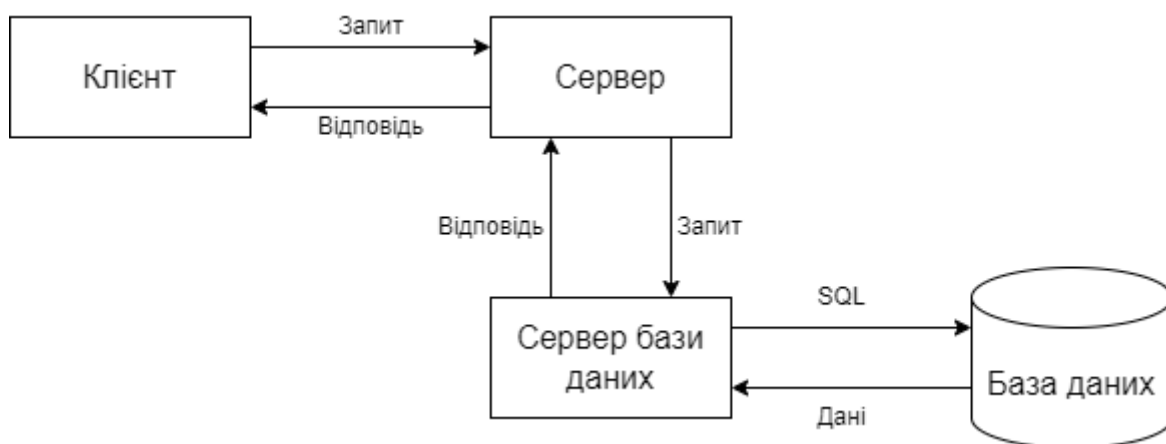 Запит
Клієнт
Сервер
Відповідь
Відповідь
Запит
SQL
Сервер бази
даних
База даних
Дані